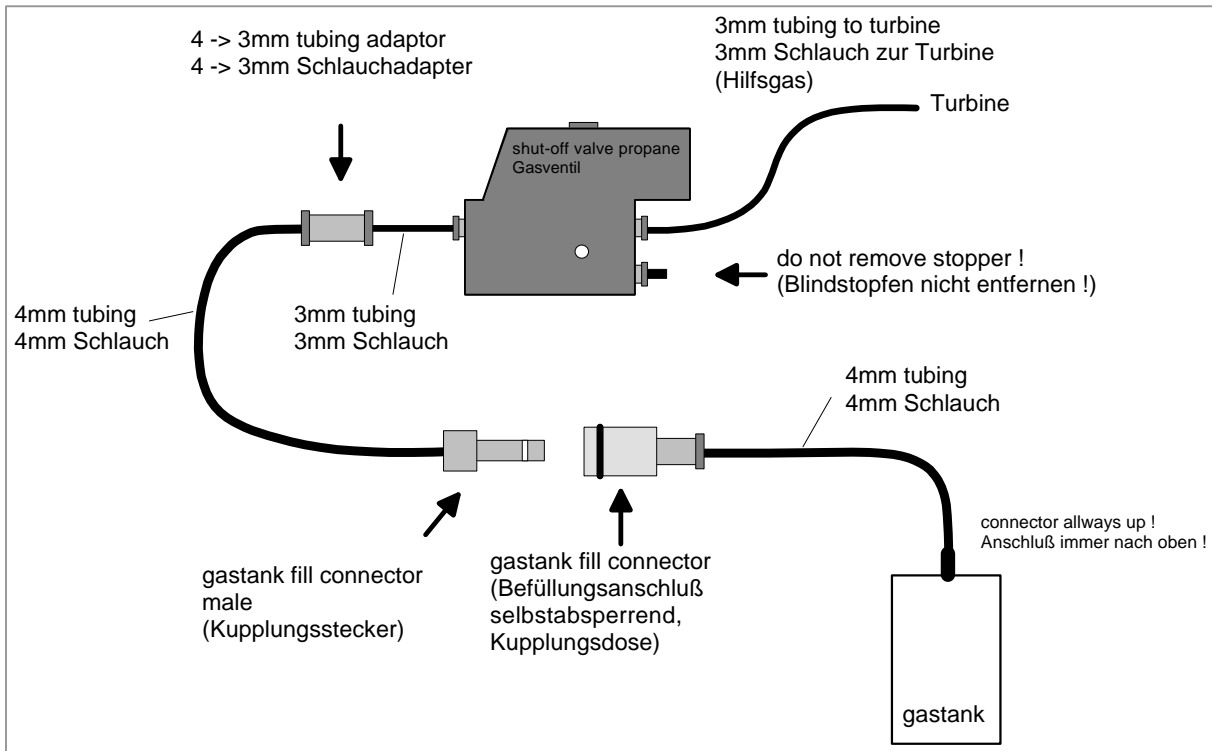 4 -> 3mm tubing adaptor
4 -> 3mm Schlauchadapter
3mm tubing to turbine
3mm Schlauch zur Turbine
(Hilfsgas)
Turbine
shut-off valve propane
Gasventil
do not remove stopper !
(Blindstopfen nicht entfernen !)
4mm tubing
4mm Schlauch
3mm tubing
3mm Schlauch
4mm tubing
4mm Schlauch
connector allways up !
Anschluß immer nach oben !
gastank fill connector
male
(Kupplungsstecker)
gastank fill connector
(Befüllungsanschluß
selbstabsperrend,
Kupplungsdose)
gastank